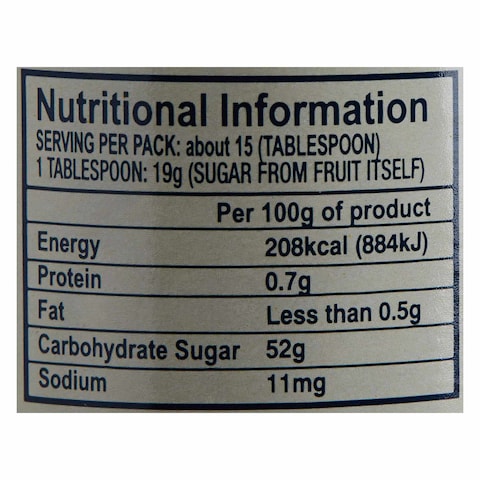 Nutritional Information
SERVING PER PACK: about 15 (TABLESPOON)
1 TABLESPOON: 19g (SUGAR FROM FRUIT ITSELF)
Per 100g of product
Energy 208kcal (884kJ)
Protein 0.7g
Fat Less than 0.5g
Carbohydrate Sugar 52g
Sodium 11mg